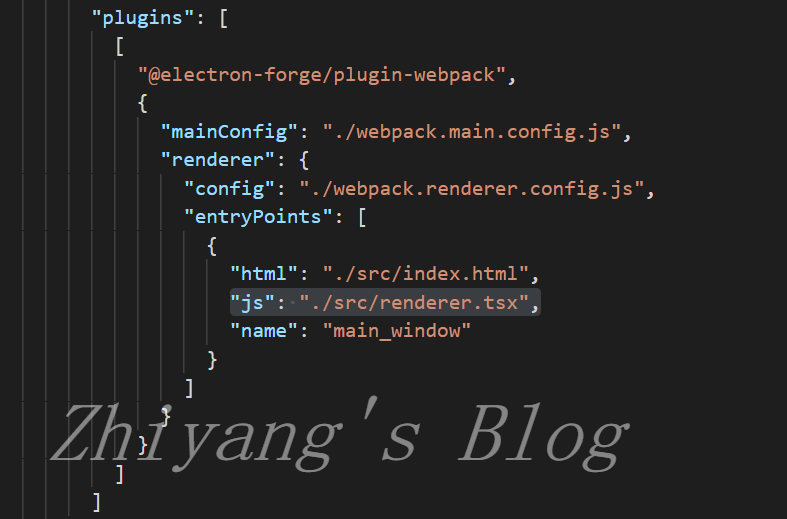 "plugins": [
[
"@electron-forge/plugin-webpack",
{
"mainConfig": "./webpack.main.config.js",
"renderer": {
"config": "./webpack.renderer.config.js",
"entryPoints": [
{
"html": "./src/index.html",
"js": "./src/renderer.tsx",
"name": "main_window"
}
]
}
}
]
]
Zhiyang's Blog